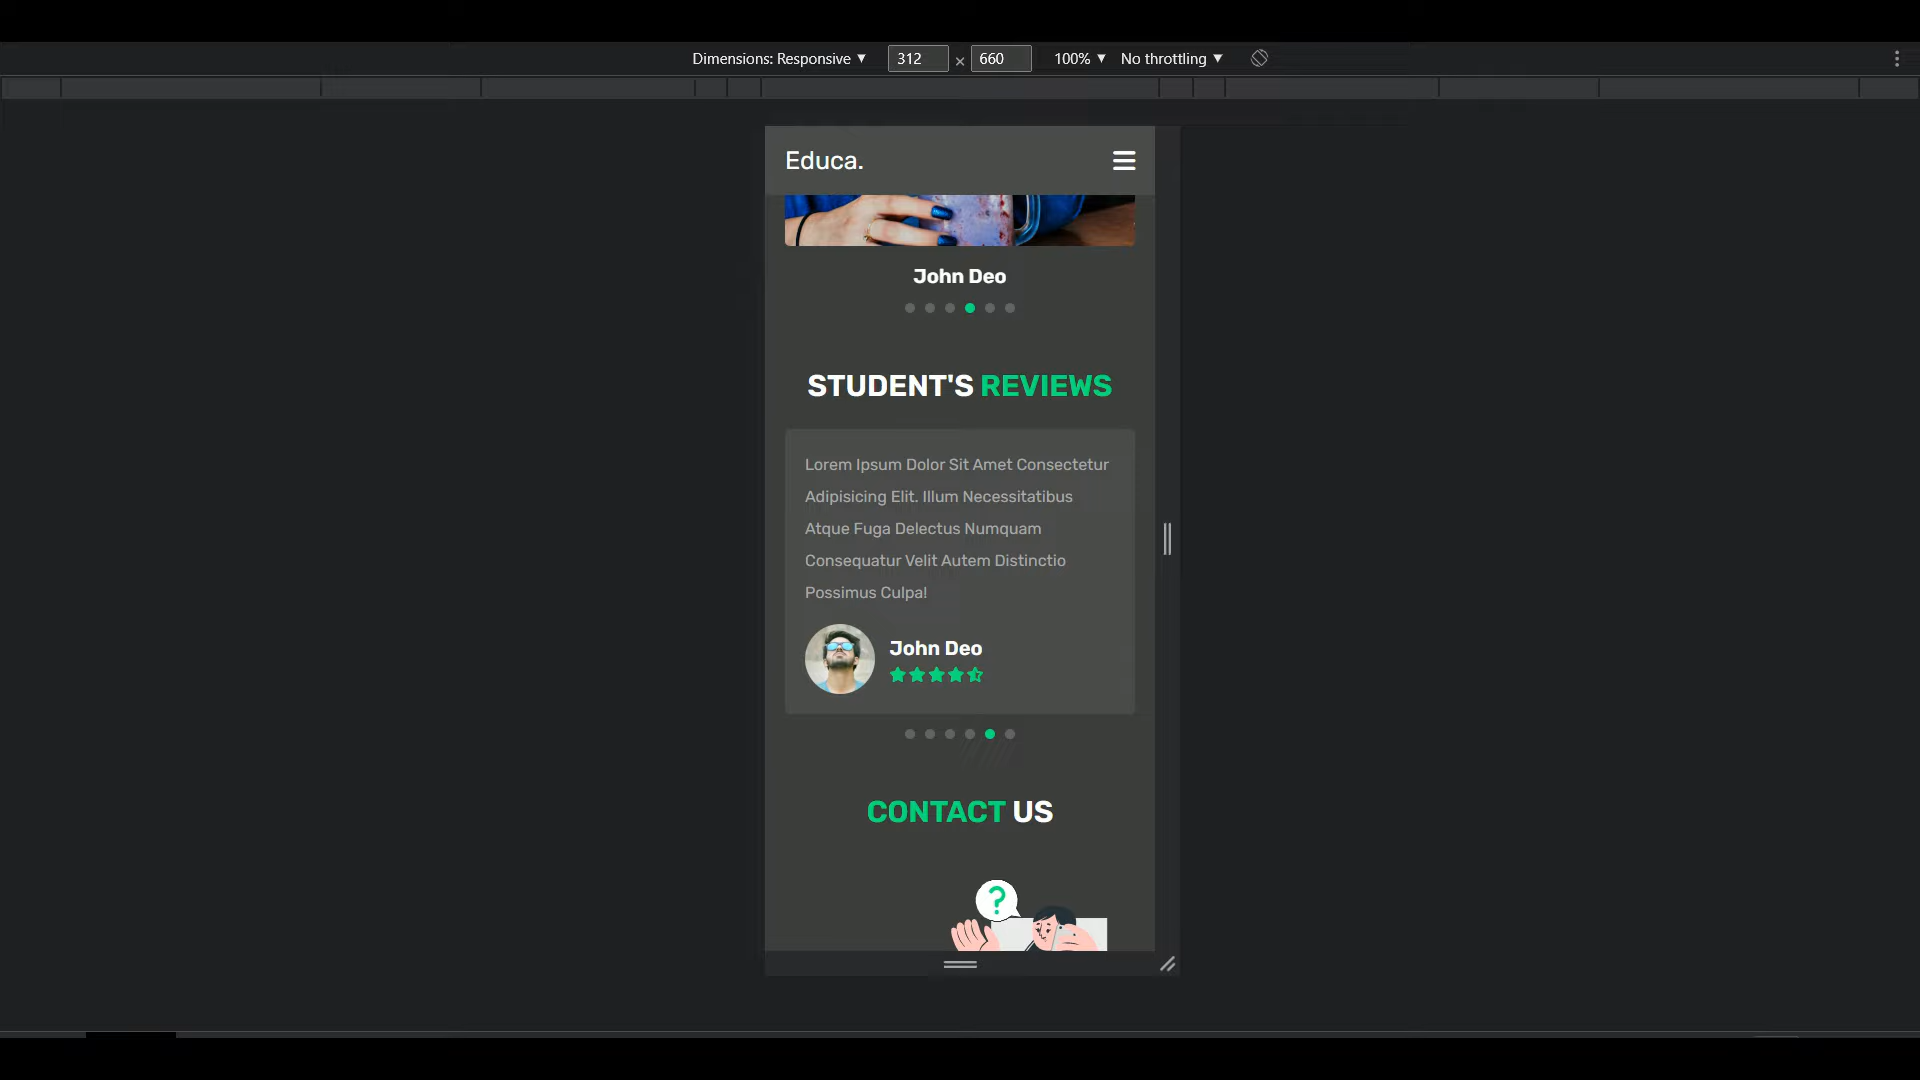 Dimensions: Responsive ▼ 312 × 660 100% ▼ No throttling ▼
Educa.
John Deo
STUDENT'S REVIEWS
Lorem Ipsum Dolor Sit Amet Consectetur
Adipisicing Elit. Illum Necessitatibus
Atque Fuga Delectus Numquam
Consequatur Velit Autem Distinctio
Possimus Culpa!
John Deo
CONTACT US
?